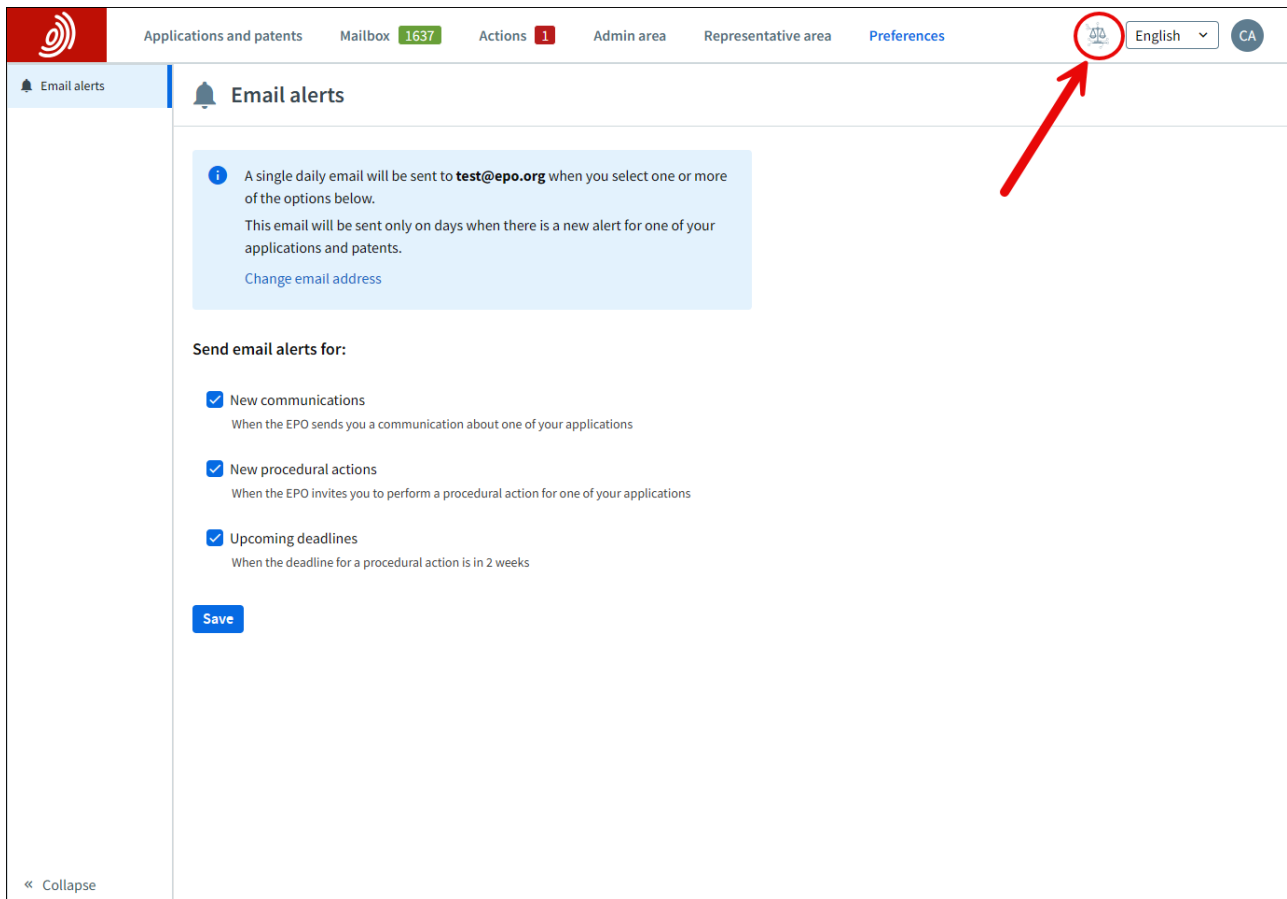 Applications and patents Mailbox 1637 Actions 1 Admin area Representative area Preferences English CA
Email alerts
Email alerts
A single daily email will be sent to test@epo.org when you select one or more
of the options below.
This email will be sent only on days when there is a new alert for one of your
applications and patents.
Change email address
Send email alerts for:
New communications
When the EPO sends you a communication about one of your applications
New procedural actions
When the EPO invites you to perform a procedural action for one of your applications
Upcoming deadlines
When the deadline for a procedural action is in 2 weeks
Save
« Collapse